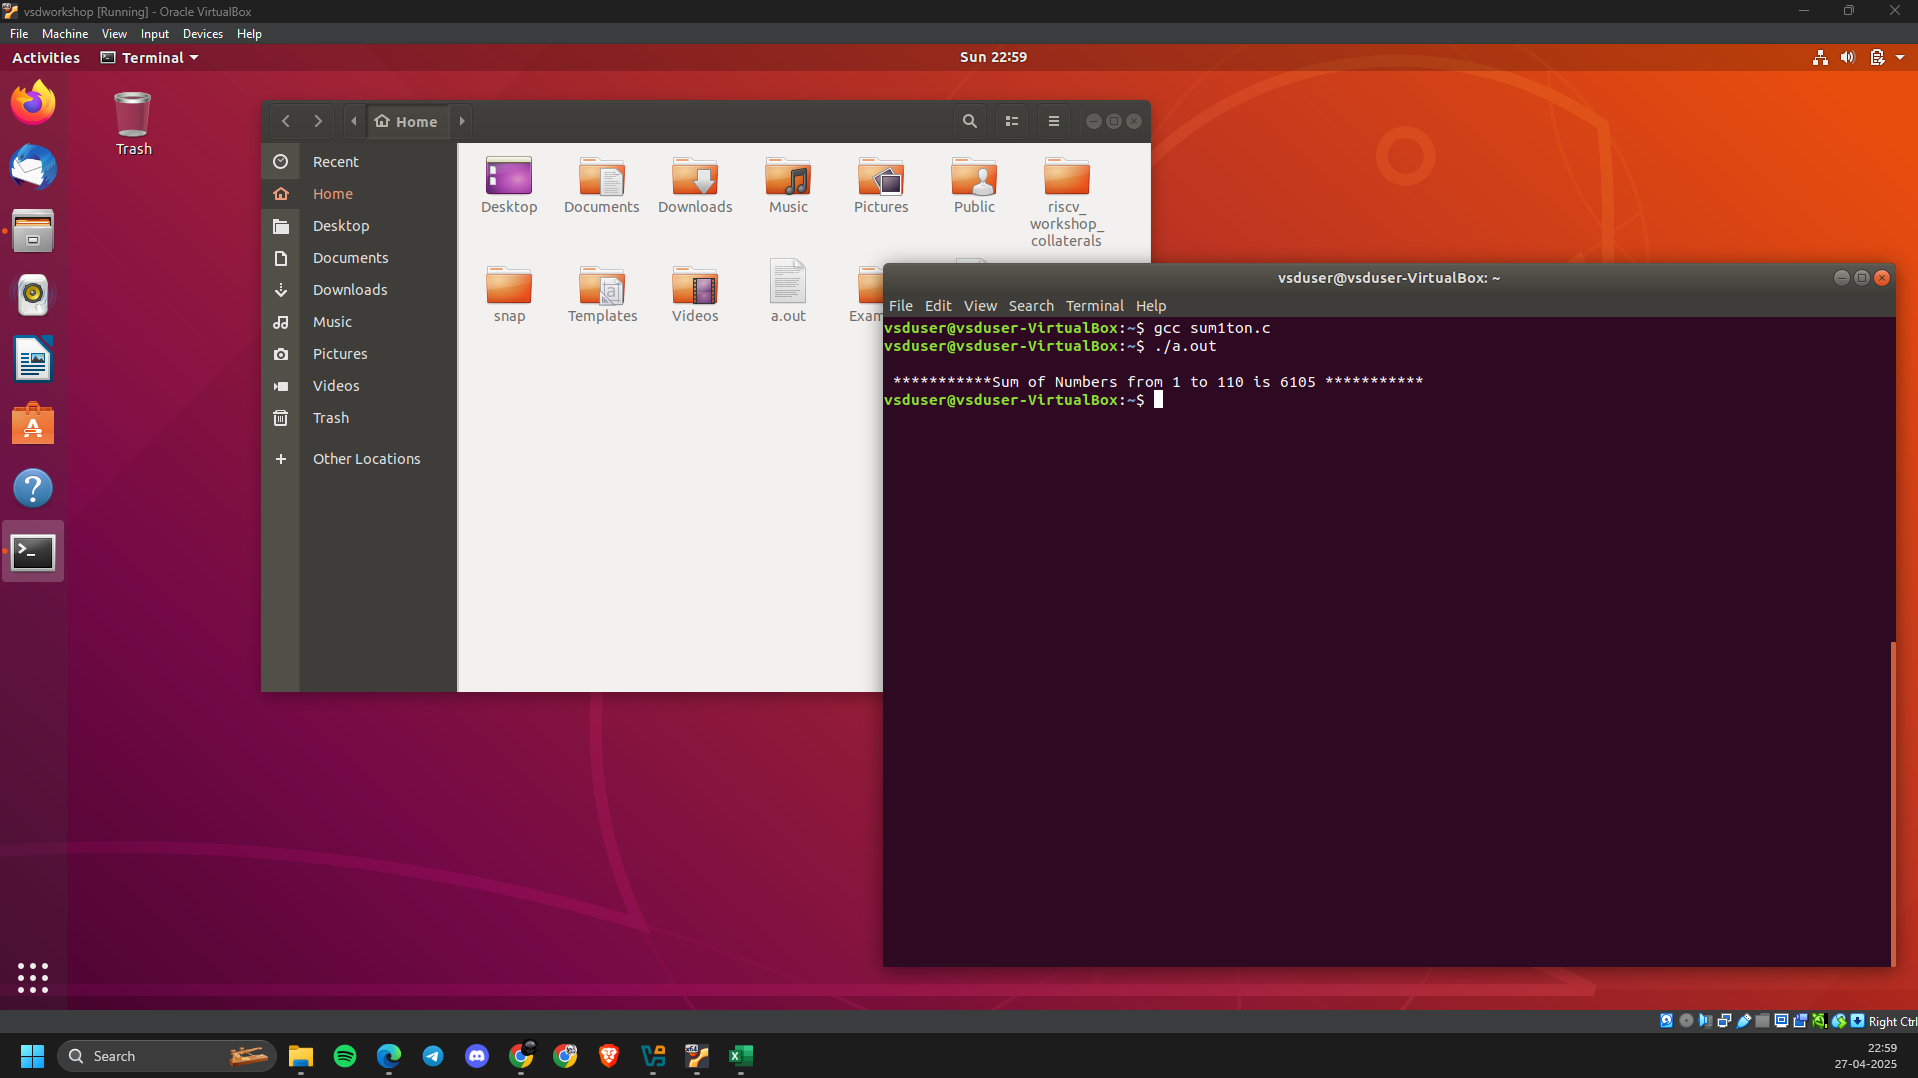 vsdworkshop [Running] - Oracle VirtualBox
File Machine View Input Devices Help
Activities Terminal Sun 22:59
Trash
Home
Recent
Home
Desktop
Documents
Downloads
Music
Pictures
Videos
Trash
Other Locations
Desktop Documents Downloads Music Pictures Public riscv_
workshop_
collaterals
snap Templates Videos a.out Exam
vsduser@vsduser-VirtualBox: ~
File Edit View Search Terminal Help
vsduser@vsduser-VirtualBox:~$ gcc sum1ton.c
vsduser@vsduser-VirtualBox:~$ ./a.out
***********Sum of Numbers from 1 to 110 is 6105 ***********
vsduser@vsduser-VirtualBox:~$
Right Ctrl
Search
22:59
27-04-2025